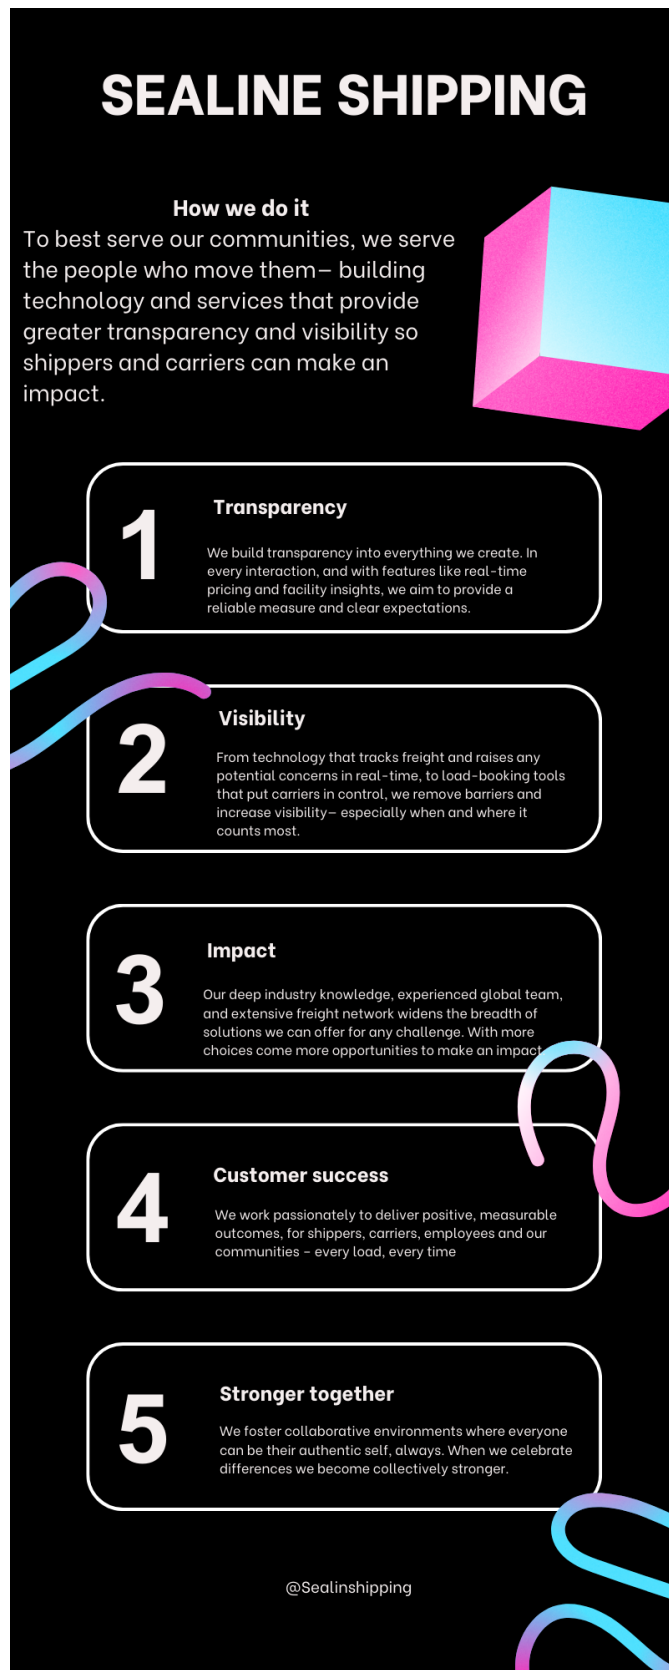 SEALINE SHIPPING
How we do it
To best serve our communities, we serve
the people who move them— building
technology and services that provide
greater transparency and visibility so
shippers and carriers can make an
impact.
1
Transparency
We build transparency into everything we create. In
every interaction, and with features like real-time
pricing and facility insights, we aim to provide a
reliable measure and clear expectations.
2
Visibility
From technology that tracks freight and raises any
potential concerns in real-time, to load-booking tools
that put carriers in control, we remove barriers and
increase visibility— especially when and where it
counts most.
3
Impact
Our deep industry knowledge, experienced global team,
and extensive freight network widens the breadth of
solutions we can offer for any challenge. With more
choices come more opportunities to make an impact
4
Customer success
We work passionately to deliver positive, measurable
outcomes, for shippers, carriers, employees and our
communities – every load, every time
5
Stronger together
We foster collaborative environments where everyone
can be their authentic self, always. When we celebrate
differences we become collectively stronger.
@Sealinshipping